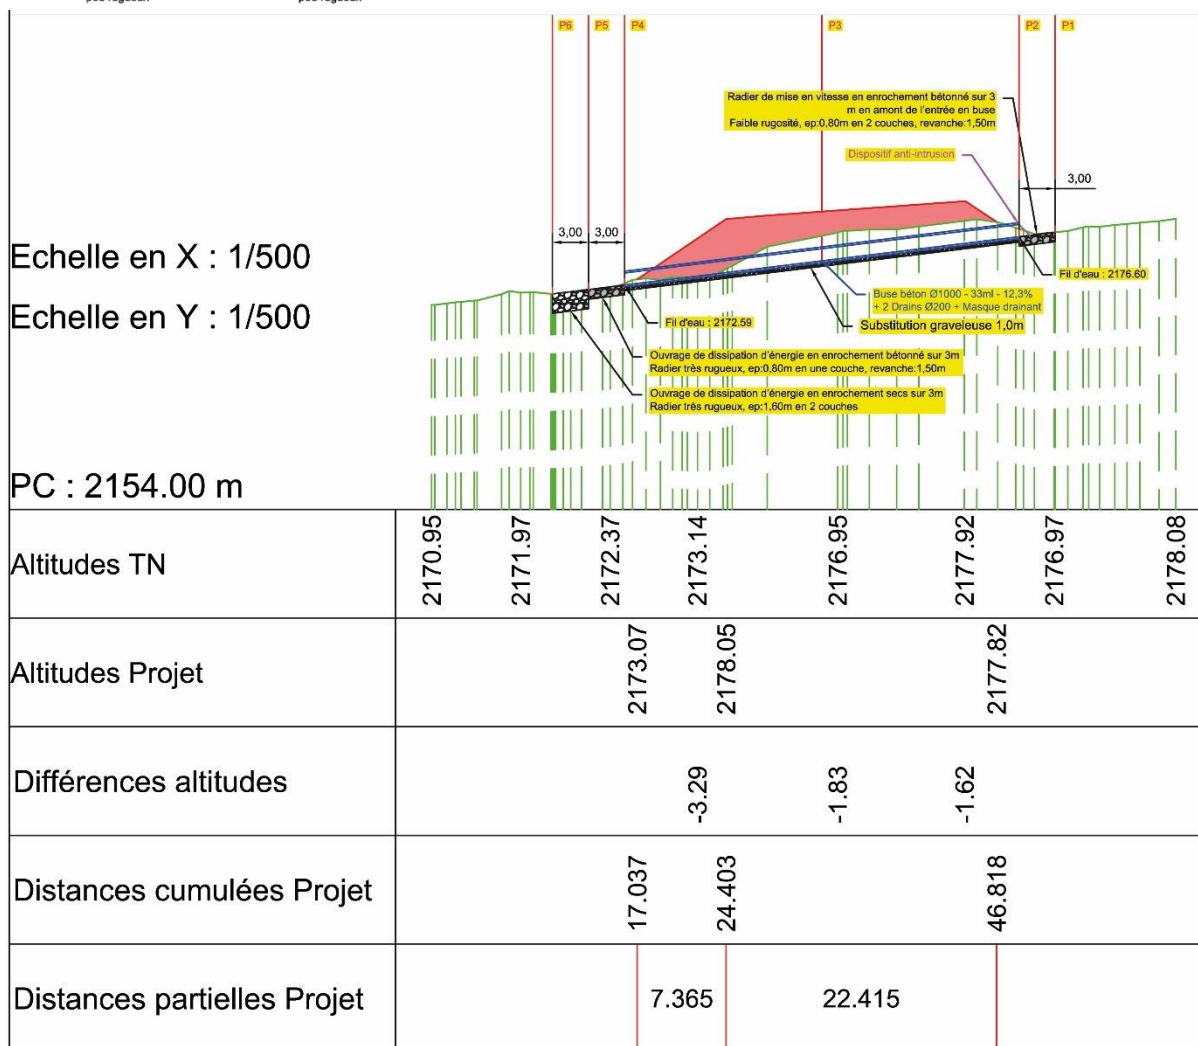 peu rugueux peu rugueux
P6 P5 P4 P3 P2 P1
Radier de mise en vitesse en enrochement bétonné sur 3
m en amont de l'entrée en buse
Faible rugosité, ep:0,80m en 2 couches, revanche:1,50m
Dispositif anti-intrusion
3,00
3,00 3,00
Echelle en X : 1/500
Fil d'eau : 2176.60
Buse béton Ø1000 - 33ml - 12,3%
+ 2 Drains Ø200 + Masque drainant
Echelle en Y : 1/500
Fil d'eau : 2172.59
Substitution graveleuse 1,0m
Ouvrage de dissipation d'énergie en enrochement bétonné sur 3m
Radier très rugueux, ep:0,80m en une couche, revanche:1,50m
Ouvrage de dissipation d'énergie en enrochement secs sur 3m
Radier très rugueux, ep:1,60m en 2 couches
PC : 2154.00 m
Altitudes TN
2170.95
2171.97
2172.37
2173.14
2176.95
2177.92
2176.97
2178.08
Altitudes Projet
2173.07
2178.05
2177.82
Différences altitudes
-3.29
-1.83
-1.62
Distances cumulées Projet
17.037
24.403
46.818
Distances partielles Projet
7.365
22.415